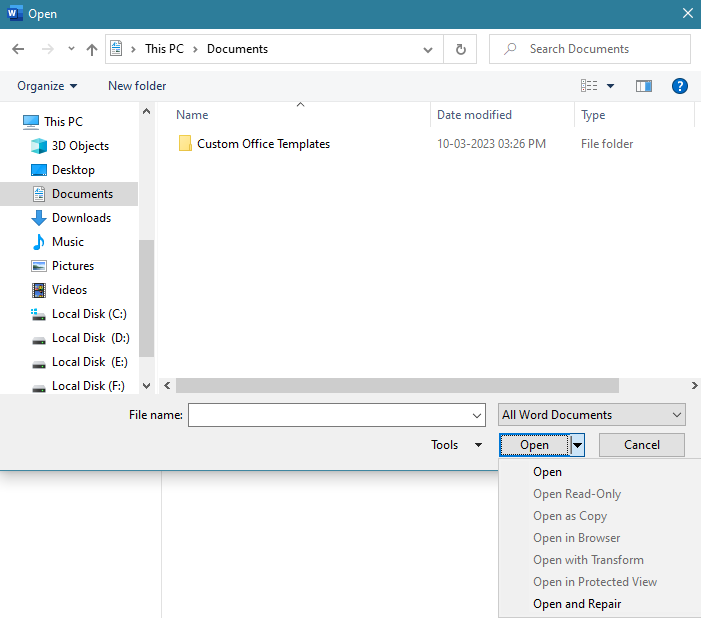 W Open
This PC Documents
Search Documents
Organize New folder
?
This PC
3D Objects
Desktop
Documents
Downloads
Music
Pictures
Videos
Local Disk (C:)
Local Disk (D:)
Local Disk (E:)
Local Disk (F:)
Name Date modified Type
Custom Office Templates 10-03-2023 03:26 PM File folder
File name: All Word Documents
Tools Open Cancel
Open
Open Read-Only
Open as Copy
Open in Browser
Open with Transform
Open in Protected View
Open and Repair